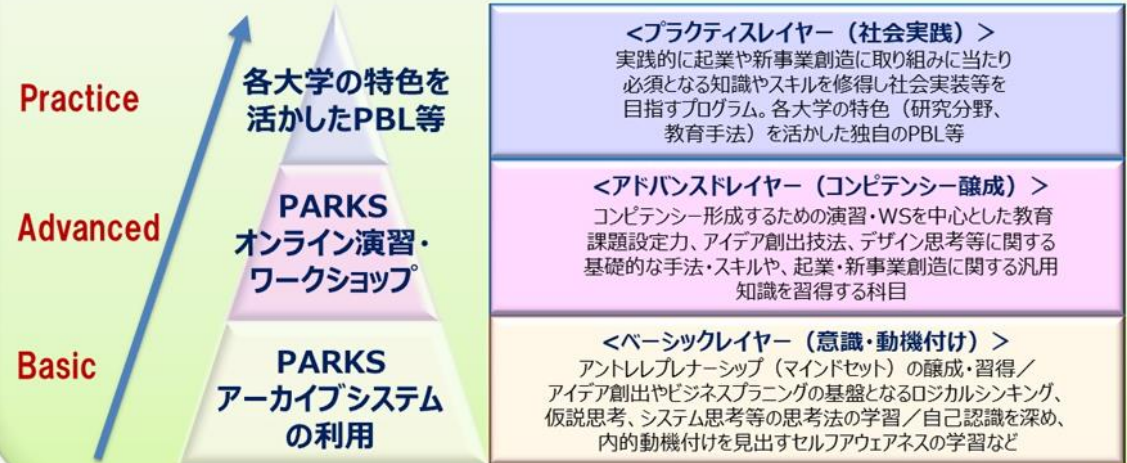 Practice
各大学の特色を
活かしたPBL等
<プラクティスレイヤー（社会実践）>
実践的に起業や新事業創造に取り組みに当たり
必須となる知識やスキルを修得し社会実装等を
目指すプログラム。各大学の特色（研究分野、
教育手法）を活かした独自のPBL等
Advanced
PARKS
オンライン演習・
ワークショップ
<アドバンスドレイヤー（コンピテンシー醸成）>
コンピテンシー形成するための演習・WSを中心とした教育
課題設定力、アイデア創出技法、デザイン思考等に関する
基礎的な手法・スキルや、起業・新事業創造に関する汎用
知識を習得する科目
Basic
PARKS
アーカイブシステム
の利用
<ベーシックレイヤー（意識・動機付け）>
アントレレプレナーシップ（マインドセット）の醸成・習得／
アイデア創出やビジネスプラニングの基盤となるロジカルシンキング、
仮説思考、システム思考等の思考法の学習／自己認識を深め、
内的動機付けを見出すセルフアウェアネスの学習など